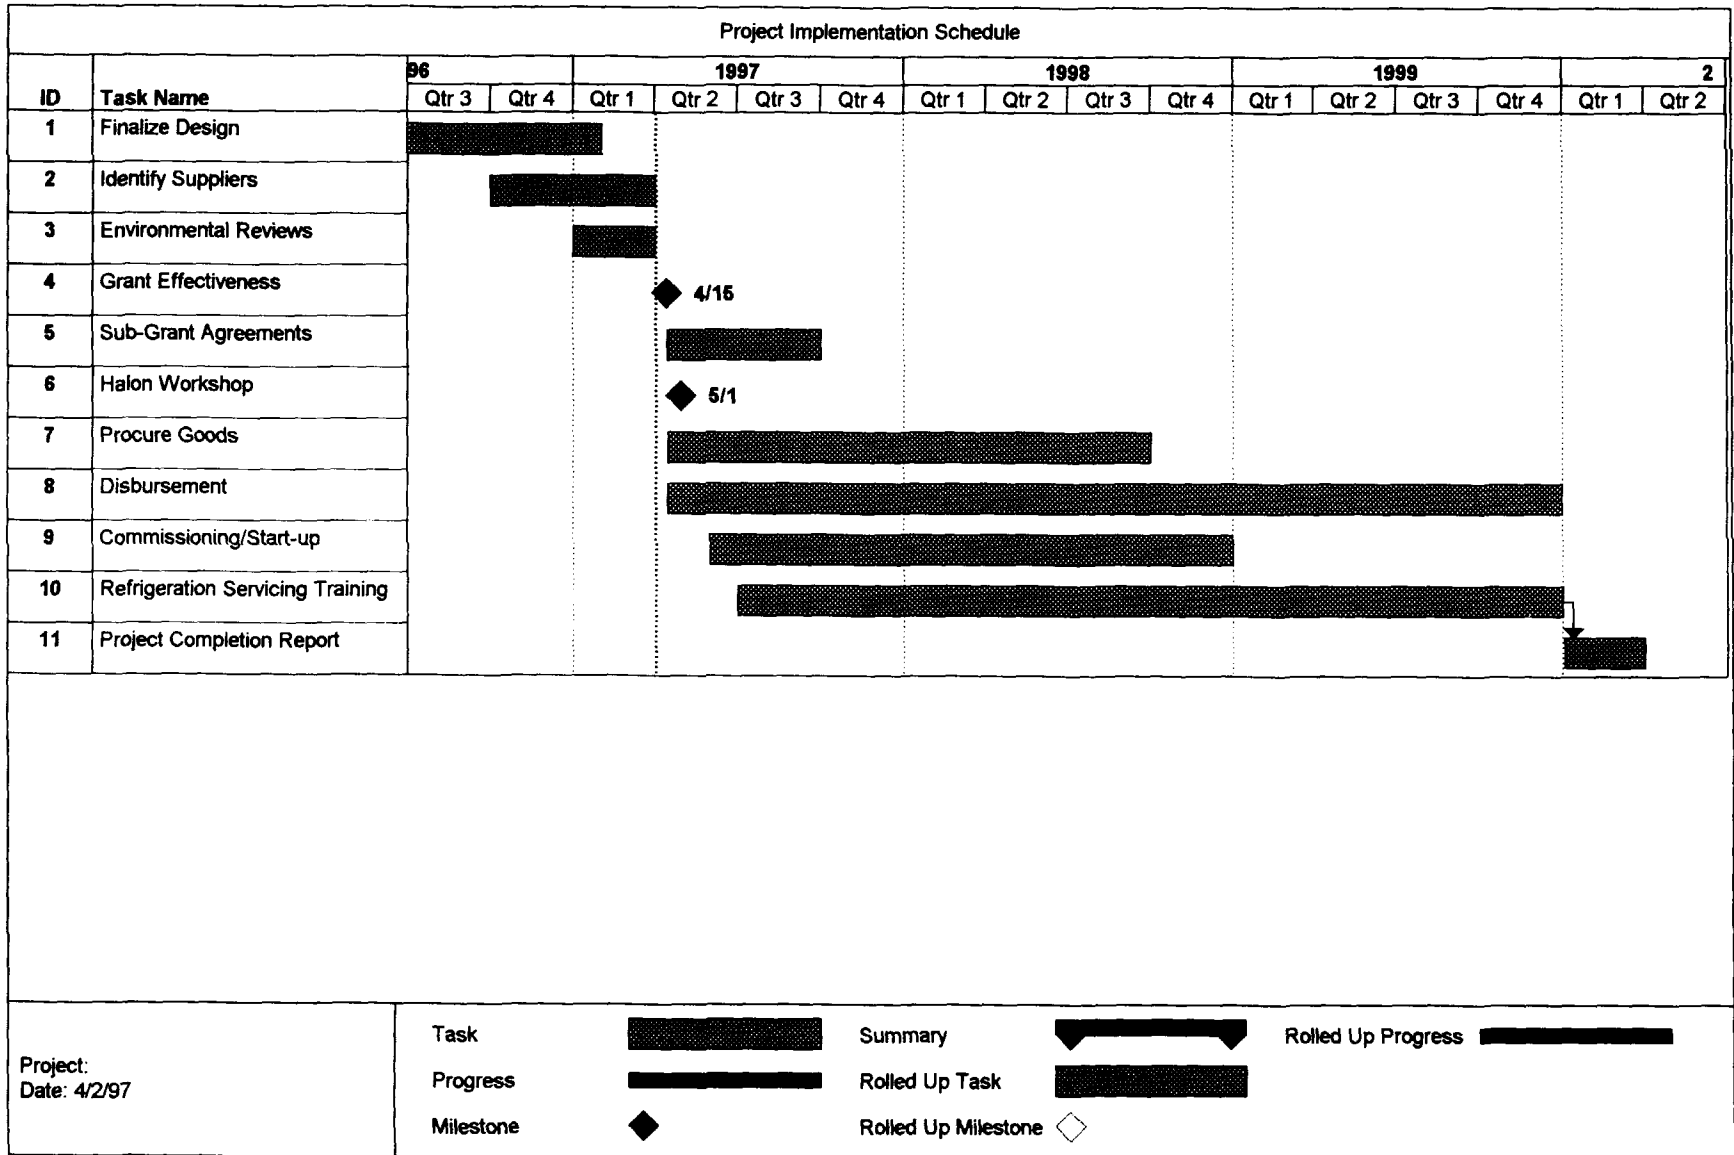 Project Implementation Schedule
96 1997 1998 1999 2
ID Task Name Qtr 3 Qtr 4 Qtr 1 Qtr 2 Qtr 3 Qtr 4 Qtr 1 Qtr 2 Qtr 3 Qtr 4 Qtr 1 Qtr 2 Qtr 3 Qtr 4 Qtr 1 Qtr 2
1 Finalize Design
2 Identify Suppliers
3 Environmental Reviews
4 Grant Effectiveness 4/15
5 Sub-Grant Agreements
6 Halon Workshop 5/1
7 Procure Goods
8 Disbursement
9 Commissioning/Start-up
10 Refrigeration Servicing Training
11 Project Completion Report
Project:
Date: 4/2/97
Task Summary Rolled Up Progress
Progress Rolled Up Task
Milestone Rolled Up Milestone